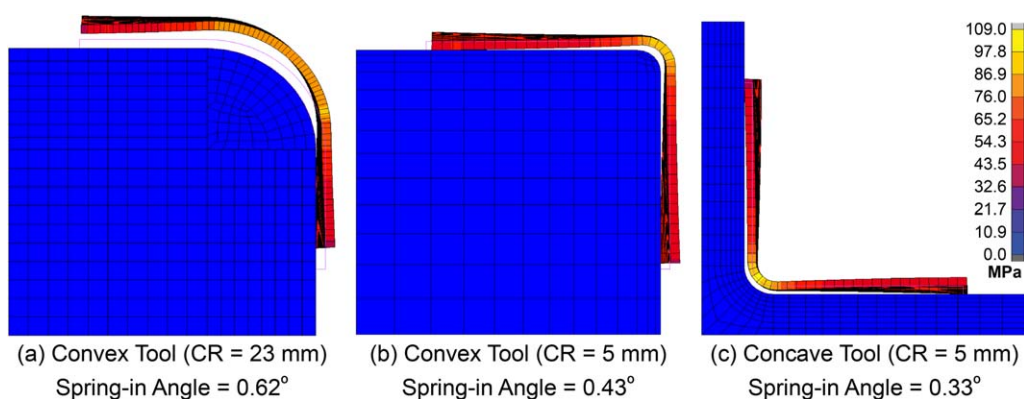 109.0
97.8
86.9
76.0
65.2
54.3
43.5
32.6
21.7
10.9
0.0
MPa
(a) Convex Tool (CR = 23 mm)
Spring-in Angle = 0.62°
(b) Convex Tool (CR = 5 mm)
Spring-in Angle = 0.43°
(c) Concave Tool (CR = 5 mm)
Spring-in Angle = 0.33°